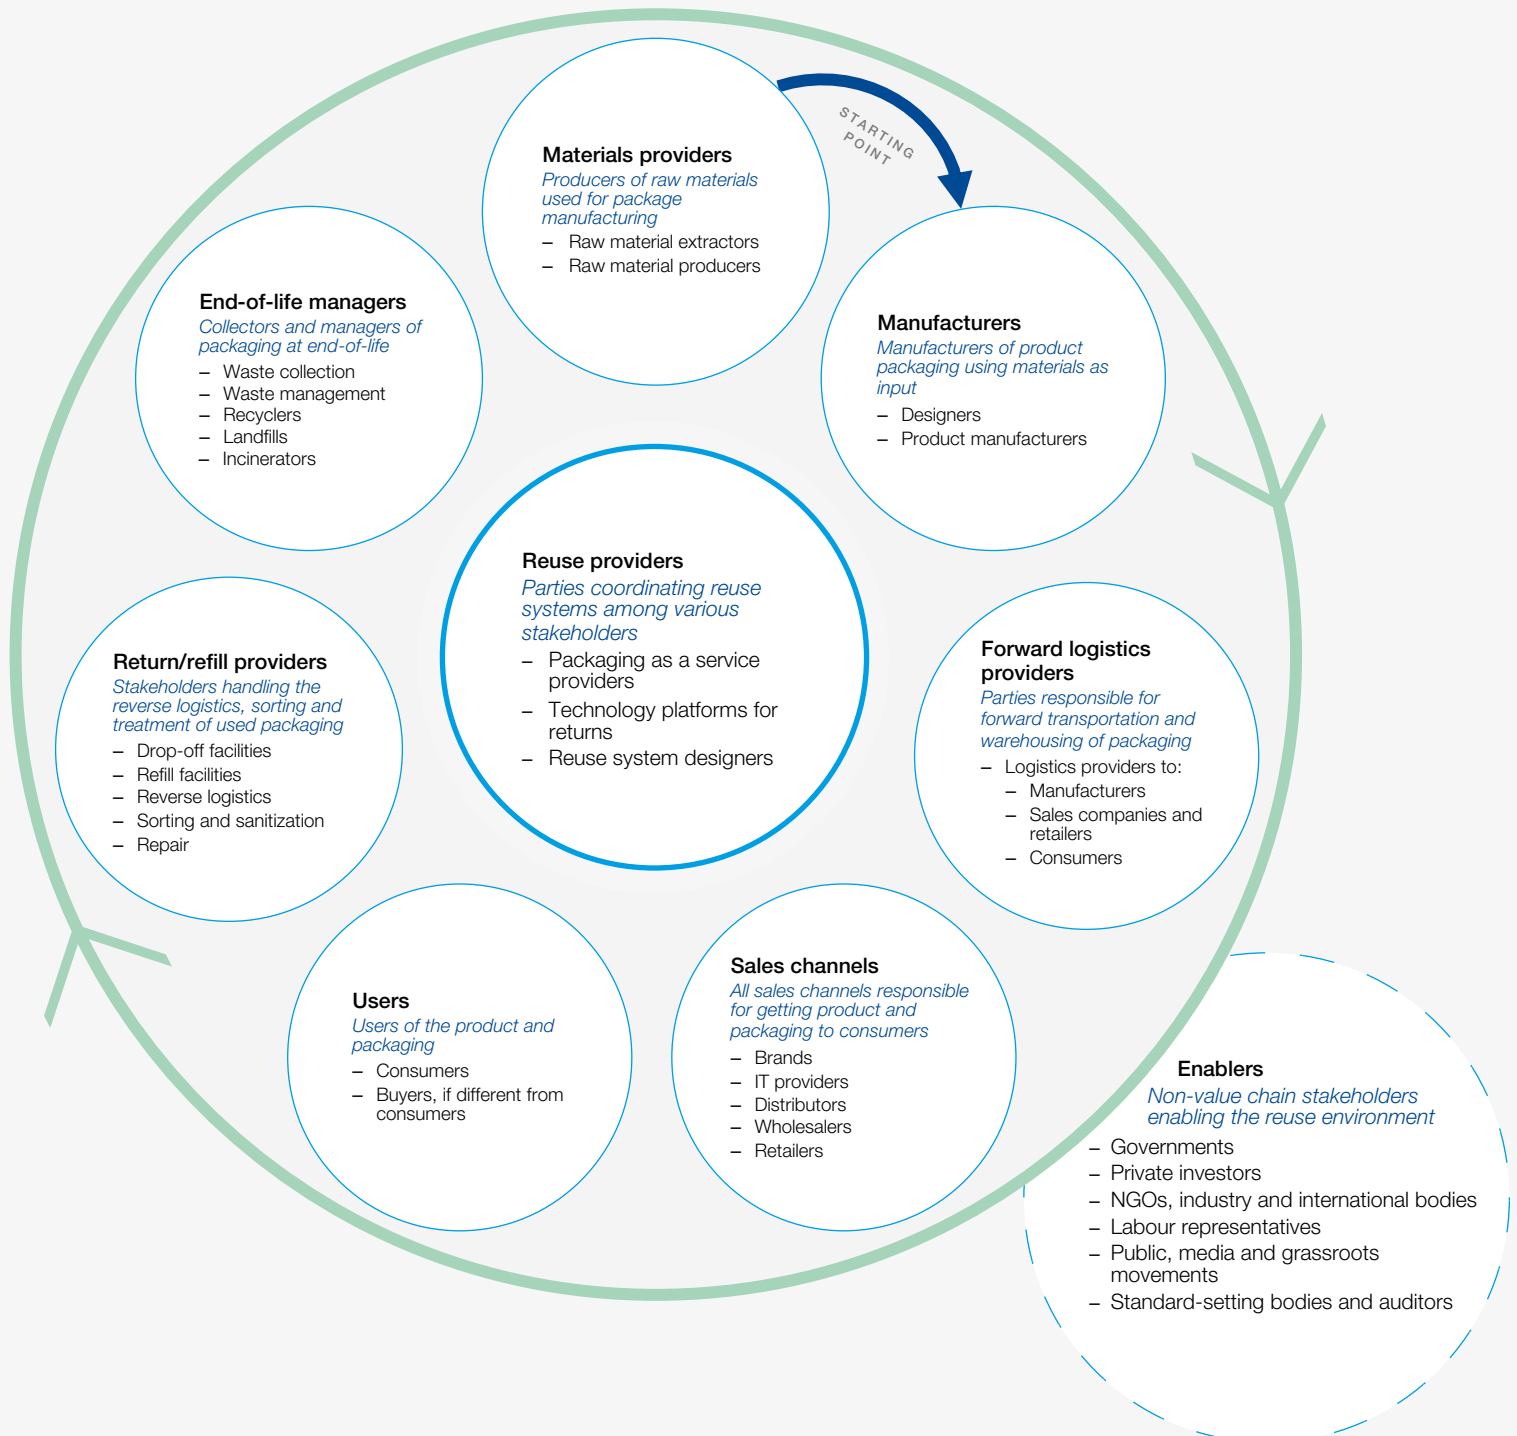 Materials providers
Producers of raw materials
used for package
manufacturing
– Raw material extractors
– Raw material producers
STARTING
POINT
Manufacturers
Manufacturers of product
packaging using materials as
input
– Designers
– Product manufacturers
End-of-life managers
Collectors and managers of
packaging at end-of-life
– Waste collection
– Waste management
– Recyclers
– Landfills
– Incinerators
Reuse providers
Parties coordinating reuse
systems among various
stakeholders
– Packaging as a service
providers
– Technology platforms for
returns
– Reuse system designers
Forward logistics
providers
Parties responsible for
forward transportation and
warehousing of packaging
– Logistics providers to:
– Manufacturers
– Sales companies and
retailers
– Consumers
Return/refill providers
Stakeholders handling the
reverse logistics, sorting and
treatment of used packaging
– Drop-off facilities
– Refill facilities
– Reverse logistics
– Sorting and sanitization
– Repair
Users
Users of the product and
packaging
– Consumers
– Buyers, if different from
consumers
Sales channels
All sales channels responsible
for getting product and
packaging to consumers
– Brands
– IT providers
– Distributors
– Wholesalers
– Retailers
Enablers
Non-value chain stakeholders
enabling the reuse environment
– Governments
– Private investors
– NGOs, industry and international bodies
– Labour representatives
– Public, media and grassroots
movements
– Standard-setting bodies and auditors